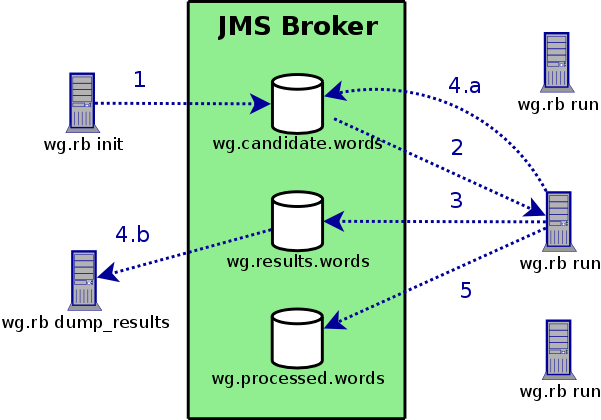 JMS Broker
1
4.a
wg.rb run
wg.rb init
wg.candidate.words
2
3
4.b
wg.results.words
wg.rb run
5
wg.rb dump_results
wg.processed.words
wg.rb run